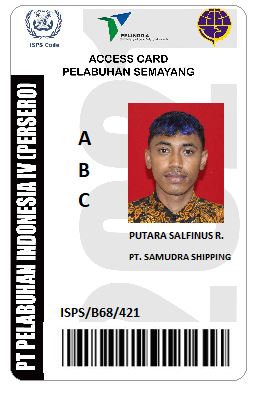 ISPS Code
PELINDO 4
ACCESS CARD
PELABUHAN SEMAYANG
PT PELABUHAN INDONESIA IV (PERSERO)
A
B
C
PUTARA SALFINUS R.
PT. SAMUDRA SHIPPING
ISPS/B68/421